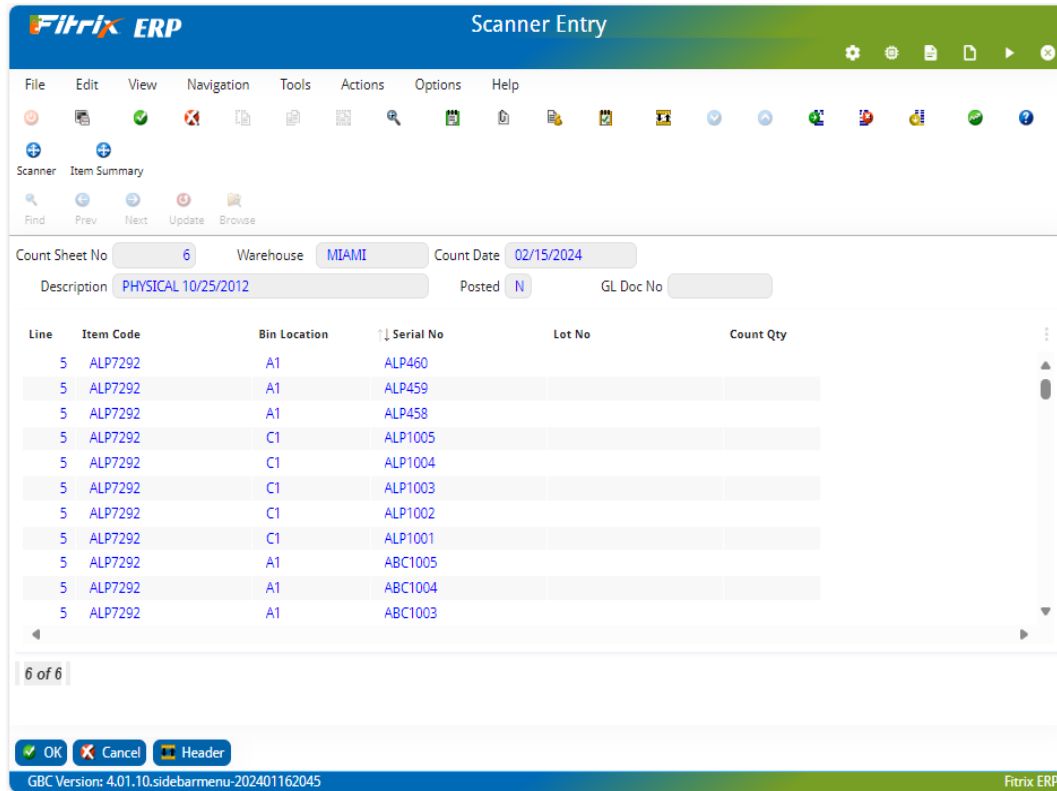 Fitrix ERP Scanner Entry
File Edit View Navigation Tools Actions Options Help
Scanner Item Summary
Find Prev Next Update Browse
Count Sheet No 6 Warehouse MIAMI Count Date 02/15/2024
Description PHYSICAL 10/25/2012 Posted N GL Doc No
Line Item Code Bin Location Serial No Lot No Count Qty
5 ALP7292 A1 ALP460
5 ALP7292 A1 ALP459
5 ALP7292 A1 ALP458
5 ALP7292 C1 ALP1005
5 ALP7292 C1 ALP1004
5 ALP7292 C1 ALP1003
5 ALP7292 C1 ALP1002
5 ALP7292 C1 ALP1001
5 ALP7292 A1 ABC1005
5 ALP7292 A1 ABC1004
5 ALP7292 A1 ABC1003
6 of 6
OK Cancel Header
GBC Version: 4.01.10.sidebarmenu-202401162045 Fitrix ERP